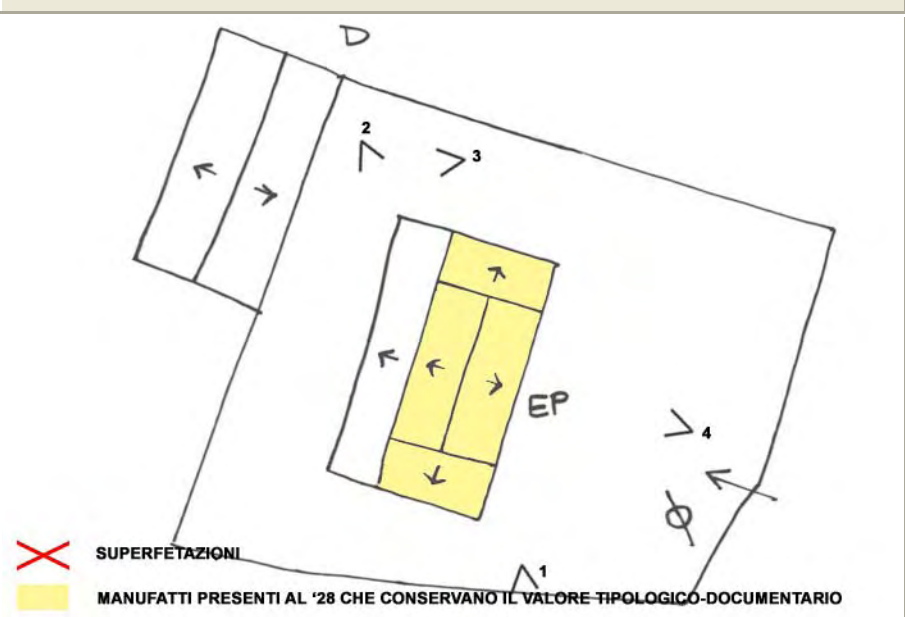 D
2
3
EP
4
ϕ
SUPERFETAZIONI
1
MANUFATTI PRESENTI AL '28 CHE CONSERVANO IL VALORE TIPOLOGICO-DOCUMENTARIO